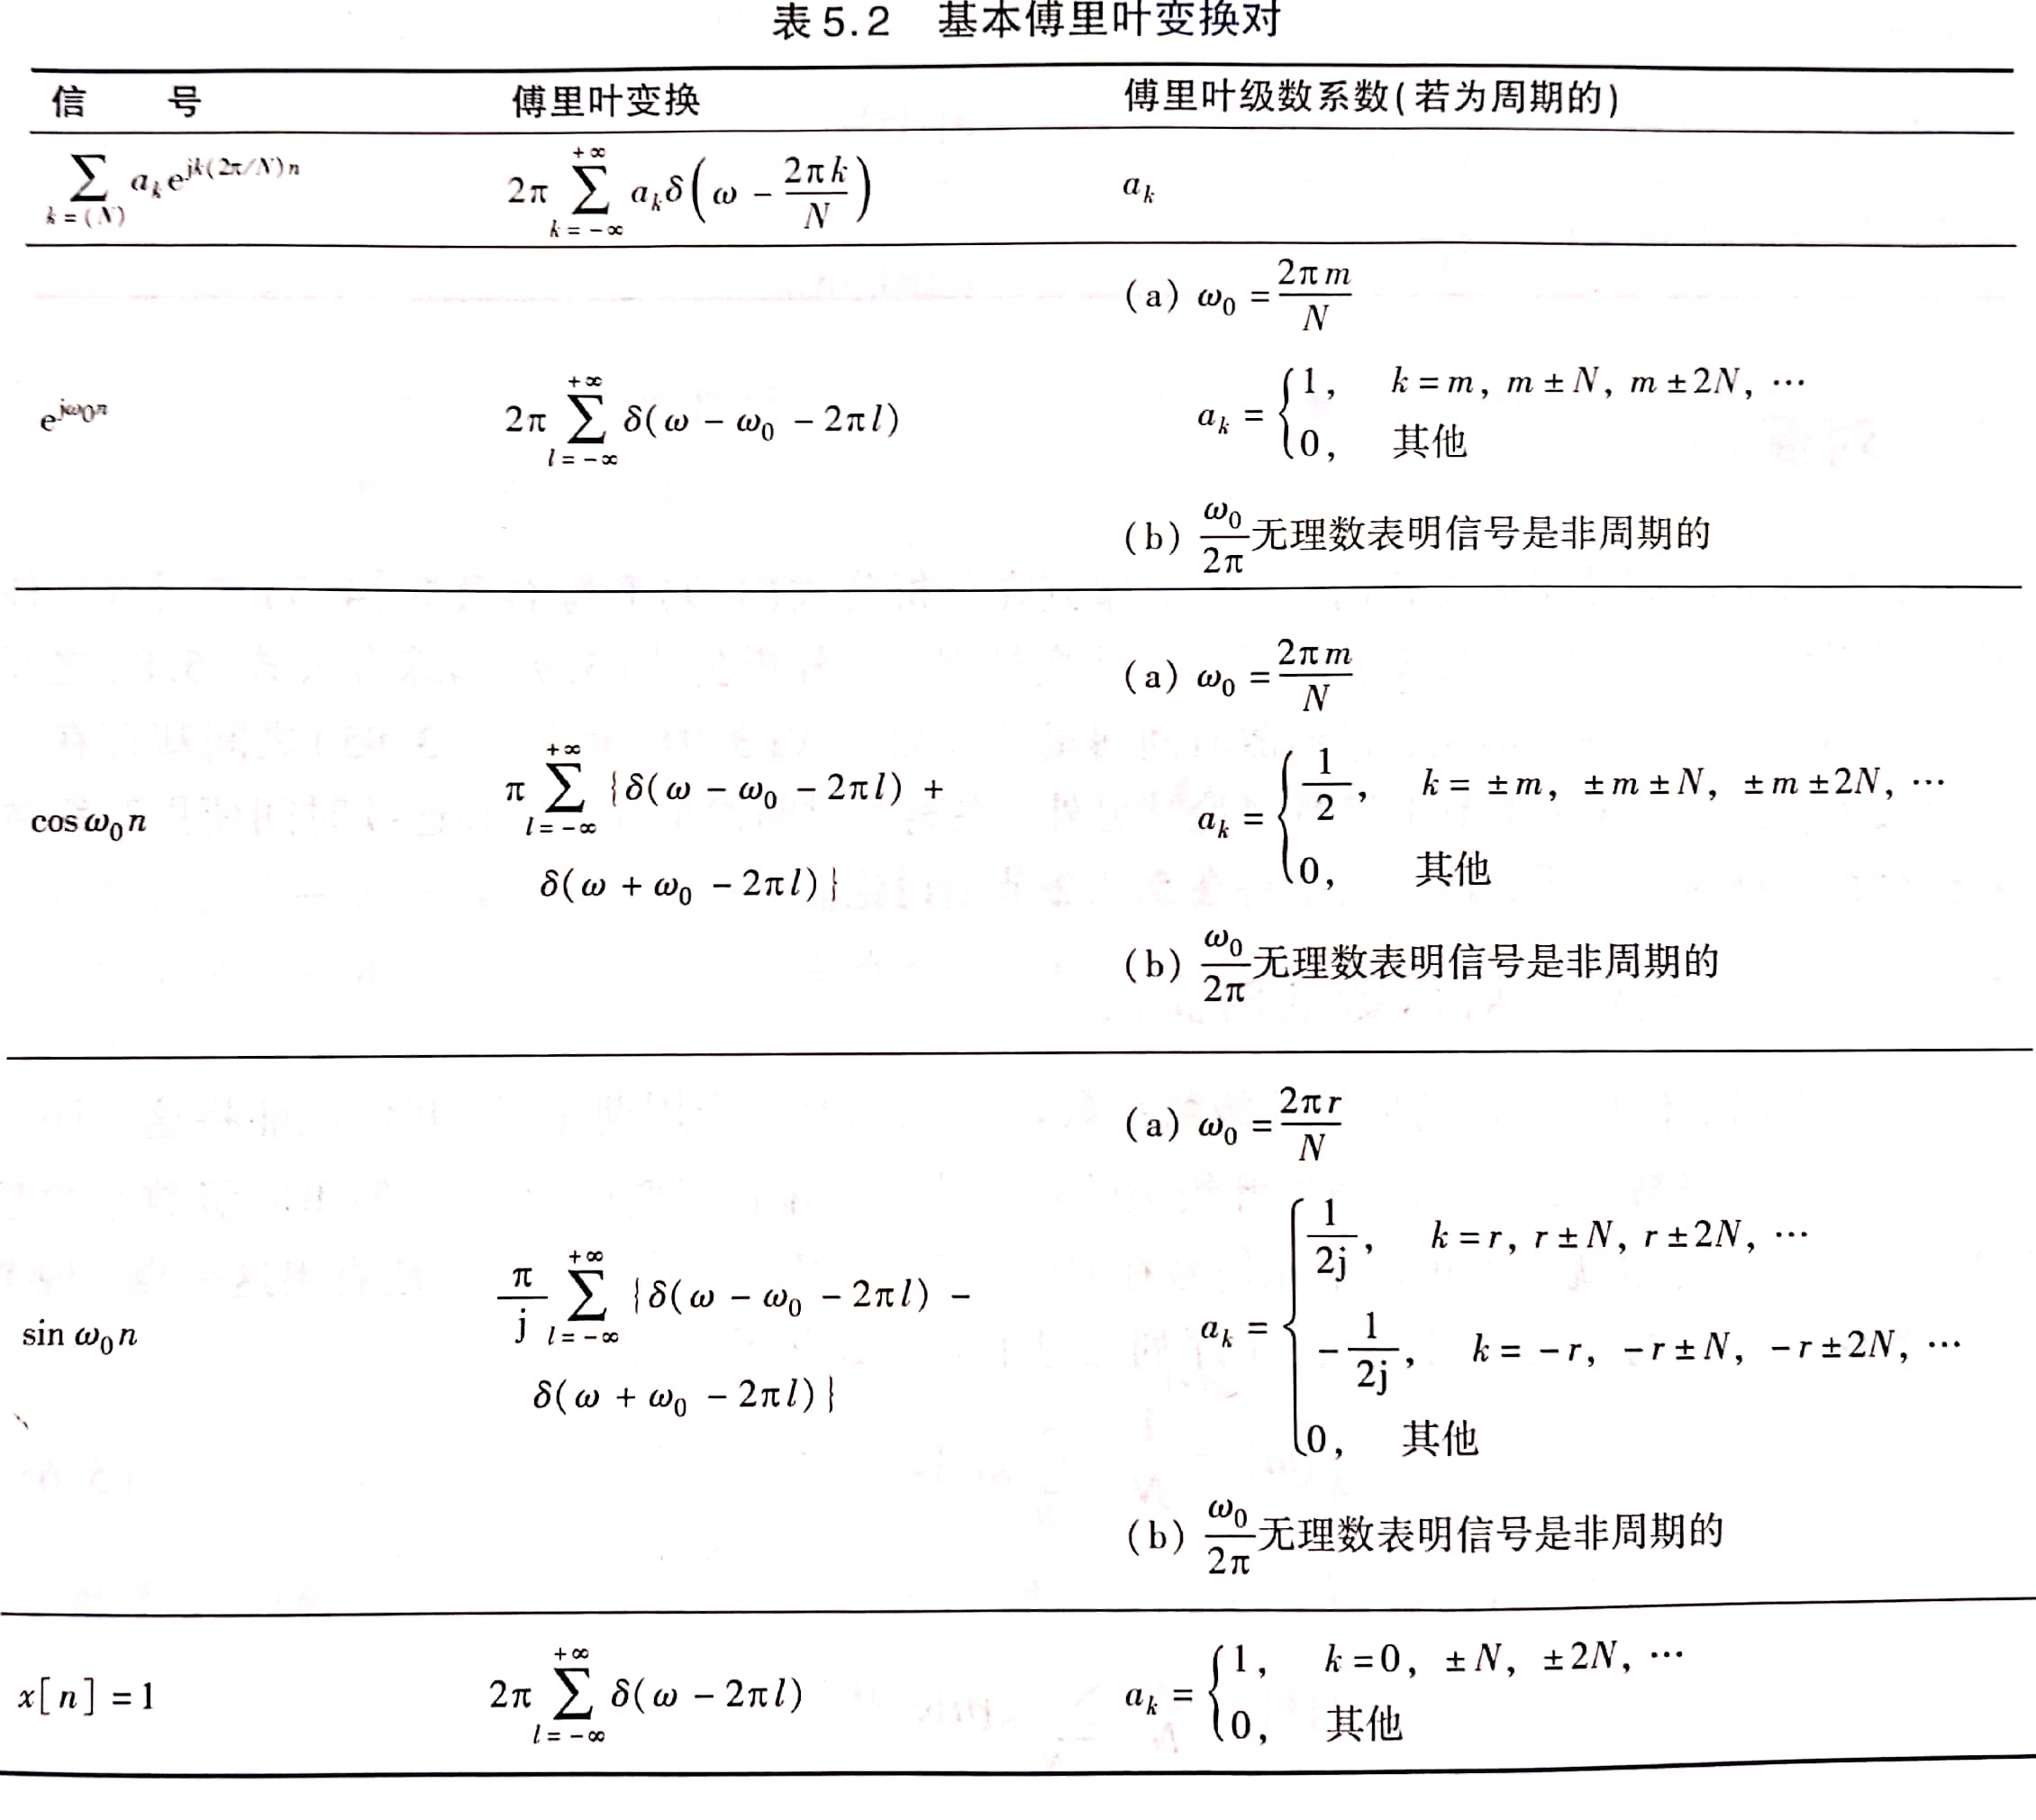 表5.2 基本傅里叶变换对
信 号 傅里叶变换 傅里叶级数系数(若为周期的)
$\sum_{k=(N)} a_k e^{jk(2\pi/N)n}$ $2\pi \sum_{k=-\infty}^{+\infty} a_k \delta\left(\omega - \frac{2\pi k}{N}\right)$ $a_k$
(a) $\omega_0 = \frac{2\pi m}{N}$
$e^{j\omega_0 n}$ $2\pi \sum_{l=-\infty}^{+\infty} \delta(\omega - \omega_0 - 2\pi l)$ $a_k = \begin{cases} 1, & k = m, m \pm N, m \pm 2N, \cdots \\ 0, & 其他 \end{cases}$
(b) $\frac{\omega_0}{2\pi}$无理数表明信号是非周期的
(a) $\omega_0 = \frac{2\pi m}{N}$
$\cos\omega_0 n$ $\pi \sum_{l=-\infty}^{+\infty} \{\delta(\omega - \omega_0 - 2\pi l) +$ $a_k = \begin{cases} \frac{1}{2}, & k = \pm m, \pm m \pm N, \pm m \pm 2N, \cdots \\ 0, & 其他 \end{cases}$
$\delta(\omega + \omega_0 - 2\pi l)\}$
(b) $\frac{\omega_0}{2\pi}$无理数表明信号是非周期的
(a) $\omega_0 = \frac{2\pi r}{N}$
$\sin\omega_0 n$ $\frac{\pi}{j} \sum_{l=-\infty}^{+\infty} \{\delta(\omega - \omega_0 - 2\pi l) -$ $a_k = \begin{cases} \frac{1}{2j}, & k = r, r \pm N, r \pm 2N, \cdots \\ -\frac{1}{2j}, & k = -r, -r \pm N, -r \pm 2N, \cdots \\ 0, & 其他 \end{cases}$
$\delta(\omega + \omega_0 - 2\pi l)\}$
(b) $\frac{\omega_0}{2\pi}$无理数表明信号是非周期的
$x[n] = 1$ $2\pi \sum_{l=-\infty}^{+\infty} \delta(\omega - 2\pi l)$ $a_k = \begin{cases} 1, & k = 0, \pm N, \pm 2N, \cdots \\ 0, & 其他 \end{cases}$